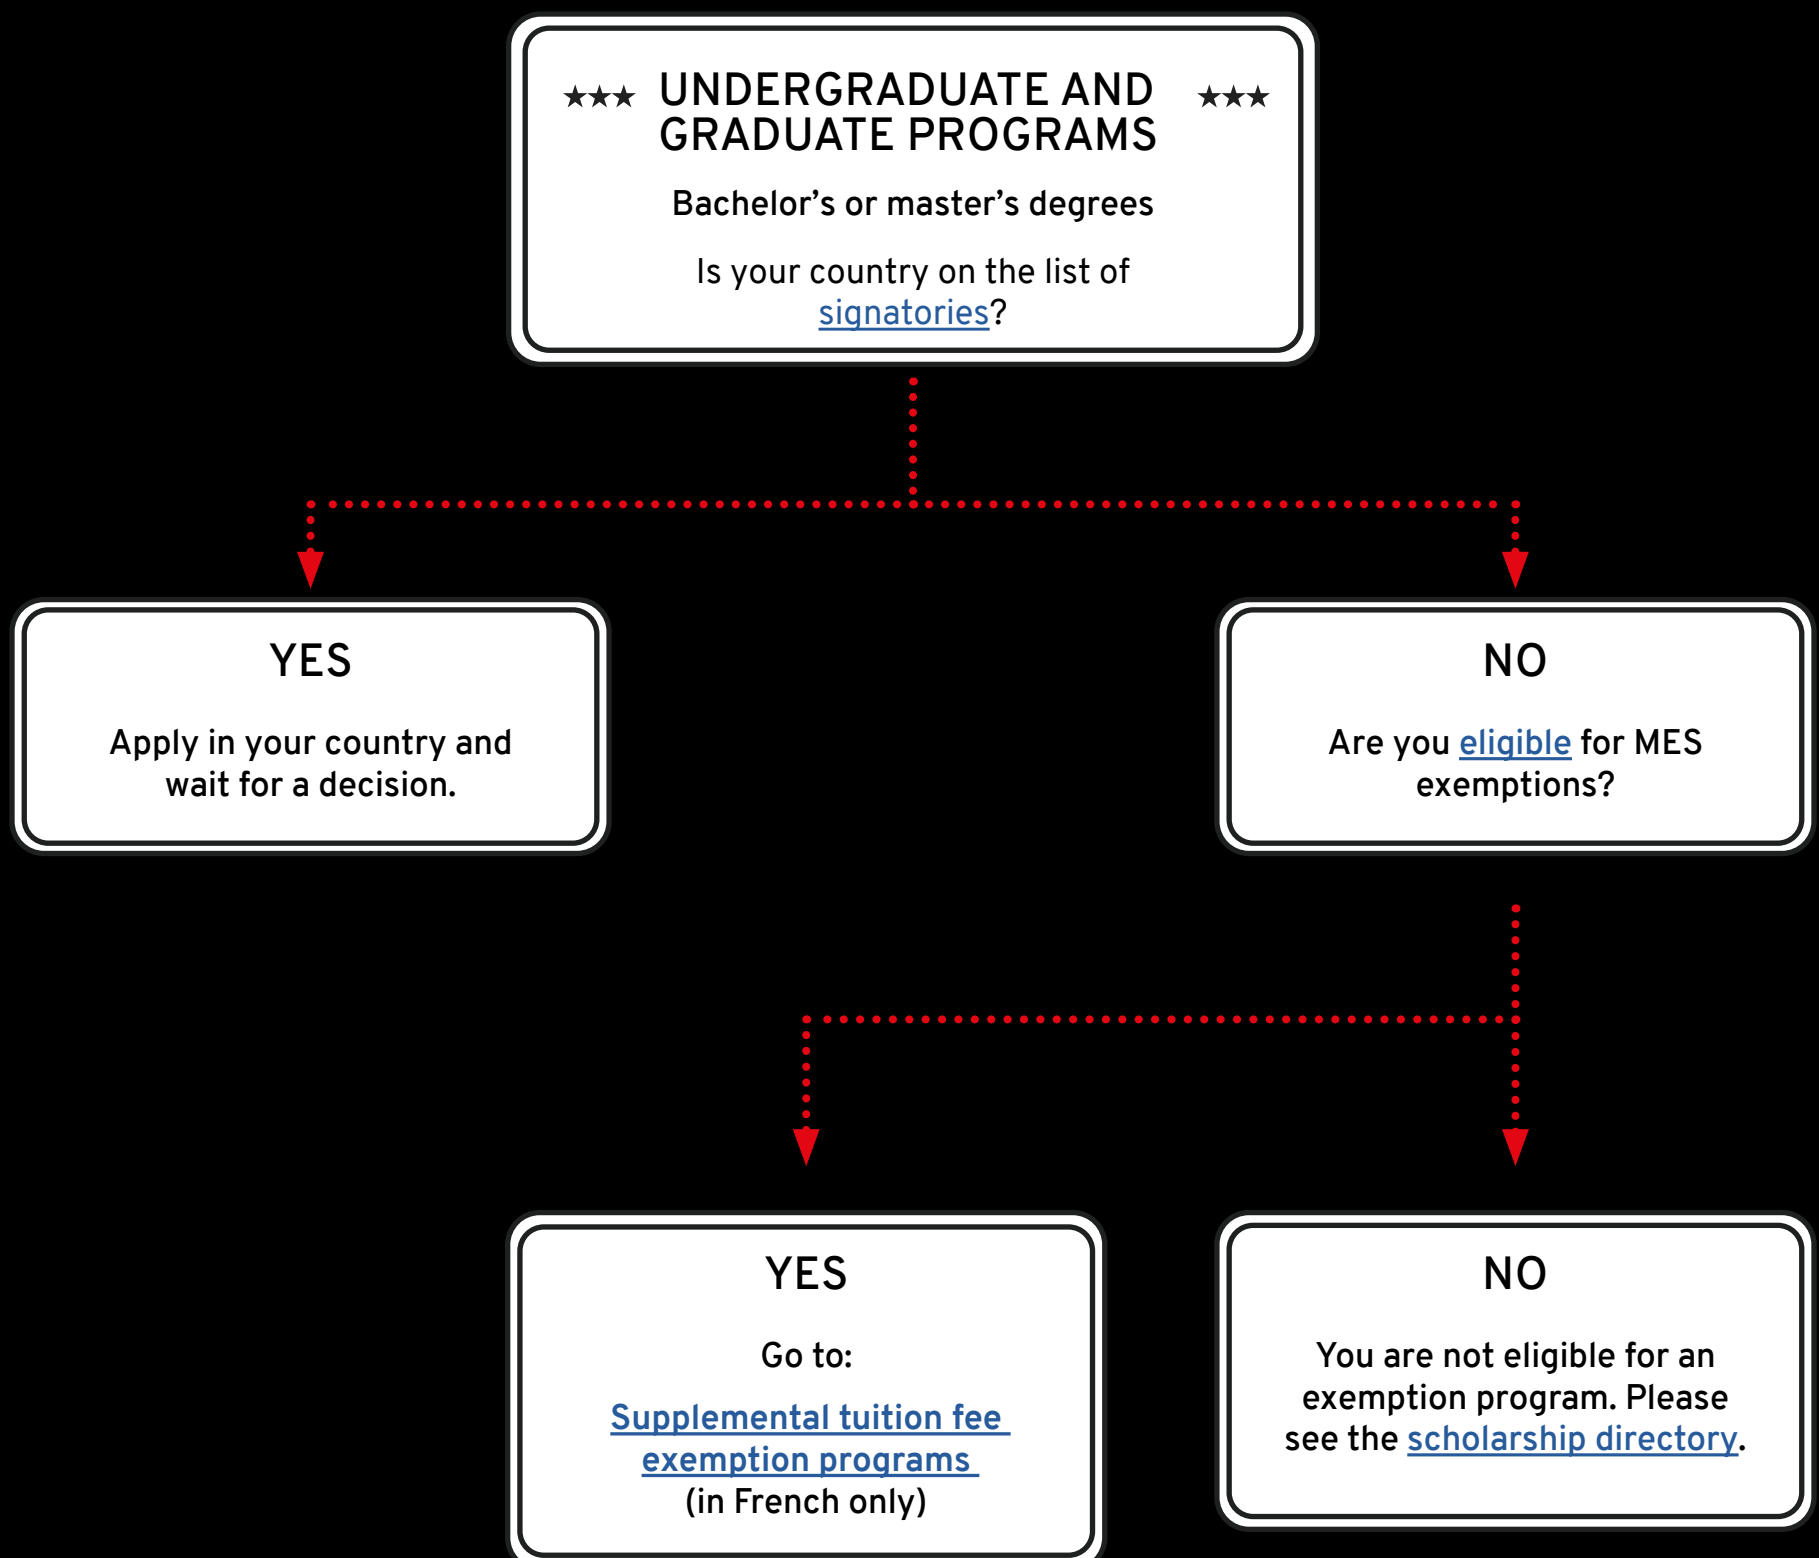 ★★★ UNDERGRADUATE AND ★★★
GRADUATE PROGRAMS
Bachelor’s or master’s degrees
Is your country on the list of
signatories?
YES
Apply in your country and
wait for a decision.
NO
Are you eligible for MES
exemptions?
YES
Go to:
Supplemental tuition fee
exemption programs
(in French only)
NO
You are not eligible for an
exemption program. Please
see the scholarship directory.